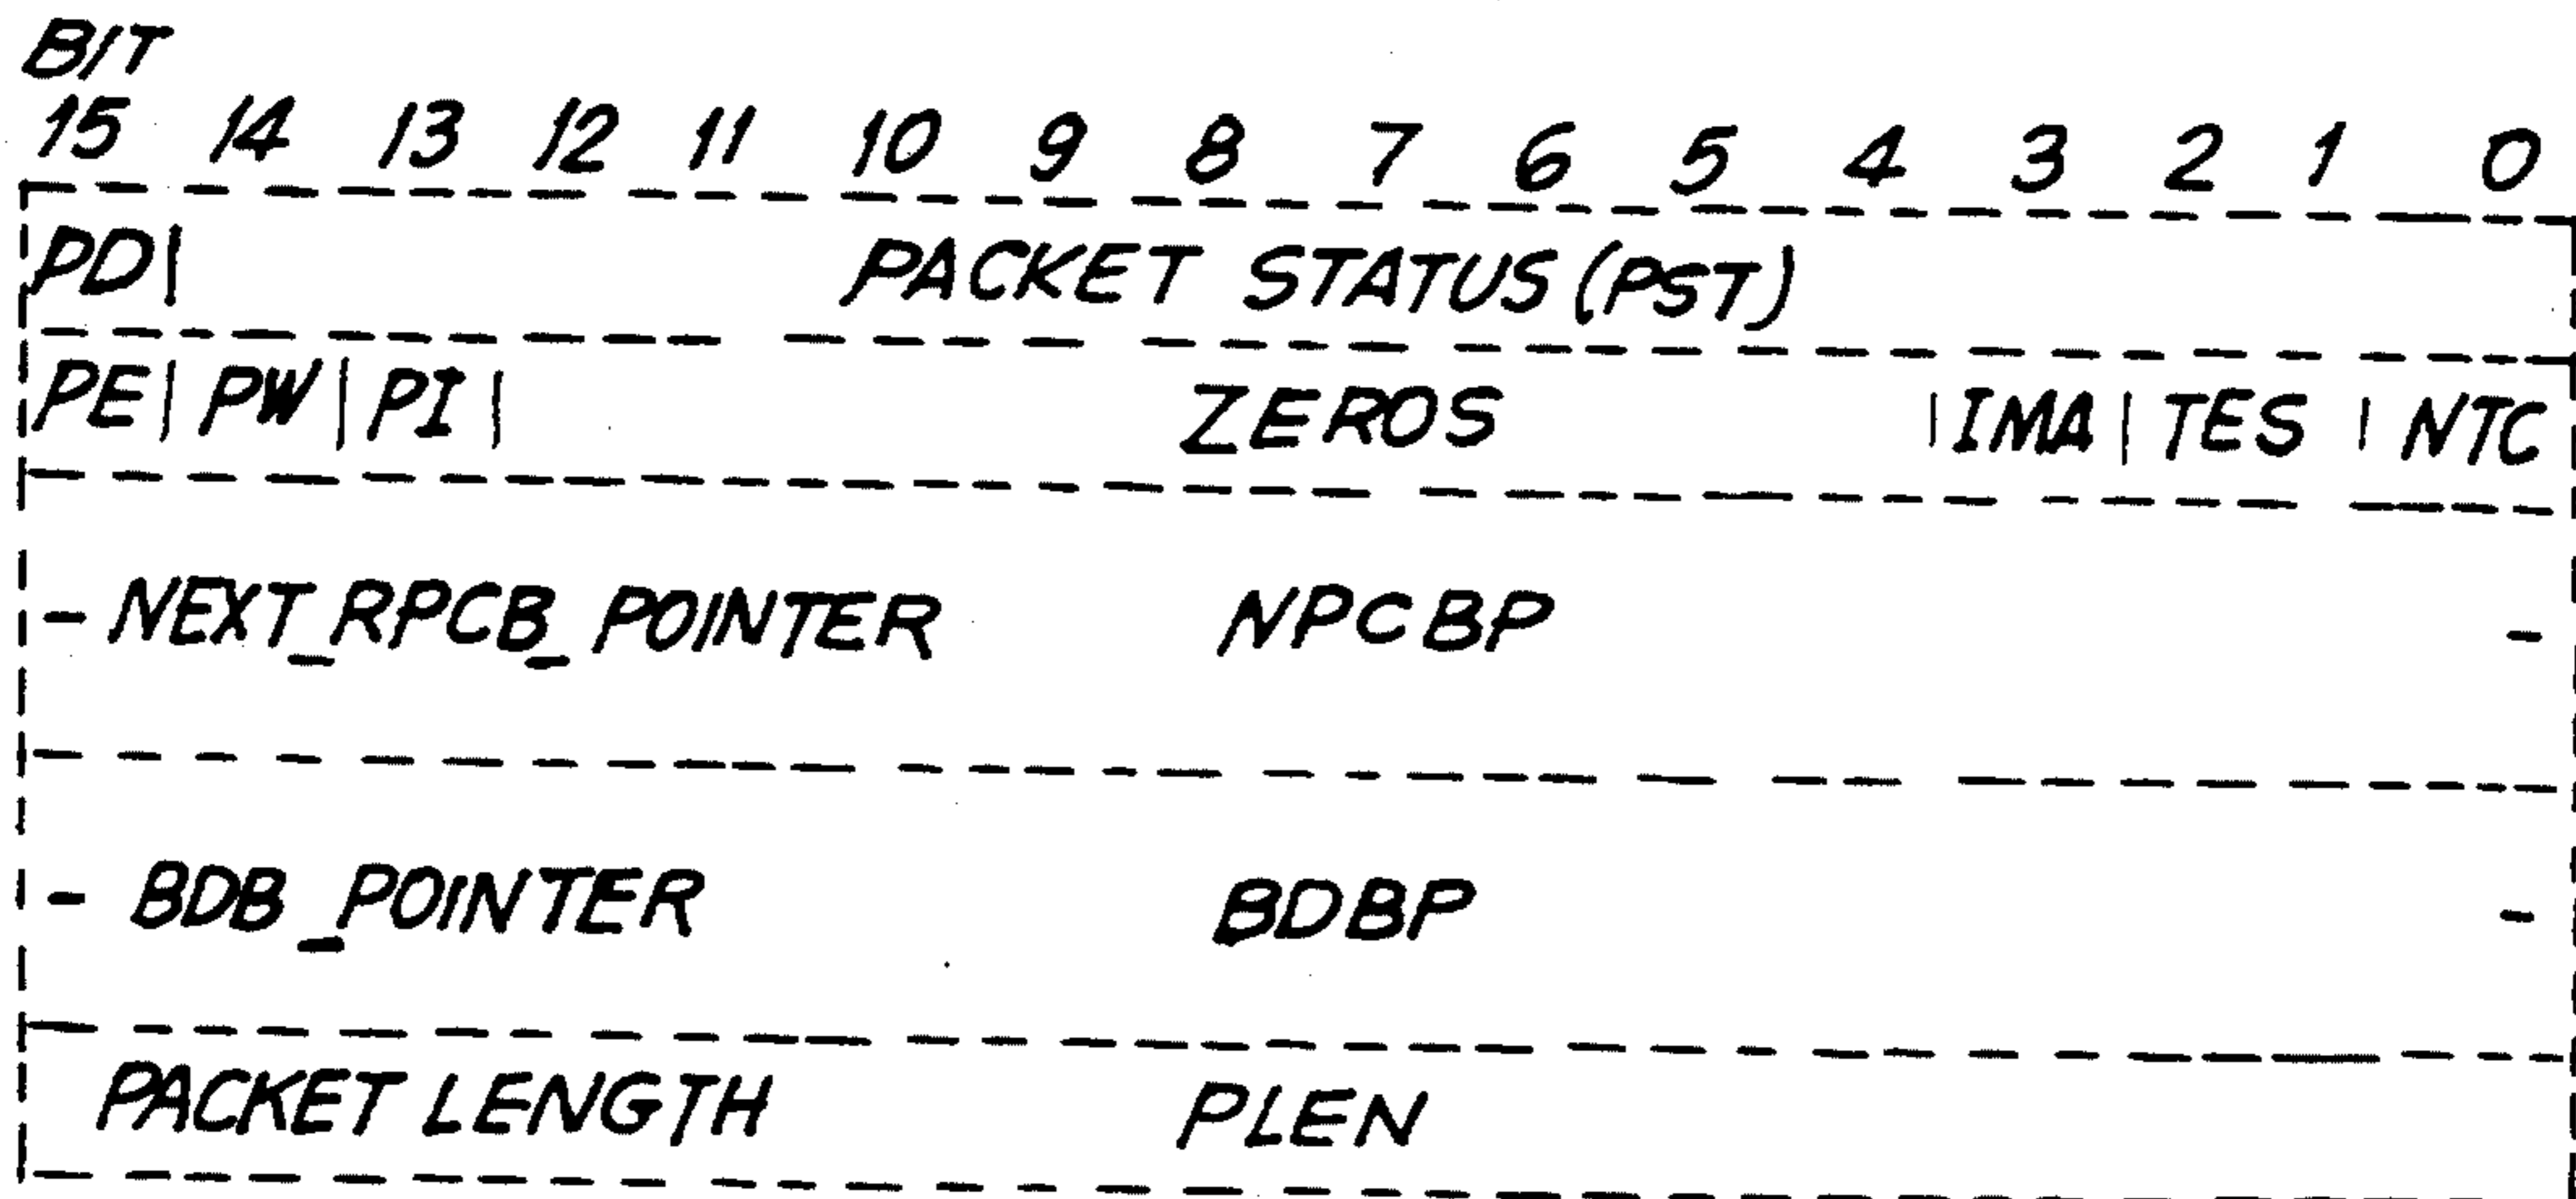 BIT
15 14 13 12 11 10 9 8 7 6 5 4 3 2 1 0
PD| PACKET STATUS (PST)
PE| PW| PI| ZEROS |IMA| TES | NTC
- NEXT_RPCB_POINTER NPCBP -
- BDB_POINTER BDBP -
PACKET LENGTH PLEN